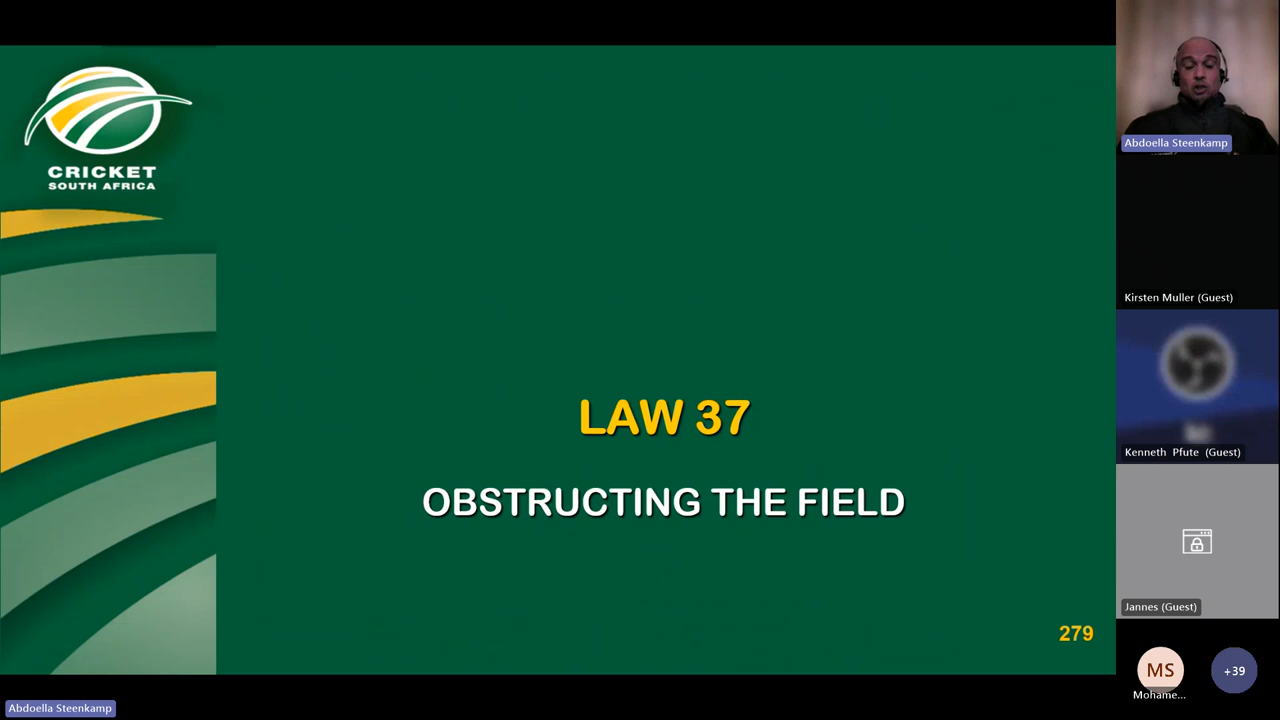 CRICKET
SOUTH AFRICA
LAW 37
OBSTRUCTING THE FIELD
279
Abdoella Steenkamp
Kirsten Muller (Guest)
Kenneth Pfute (Guest)
Jannes (Guest)
MS
+39
Mohame...
Abdoella Steenkamp